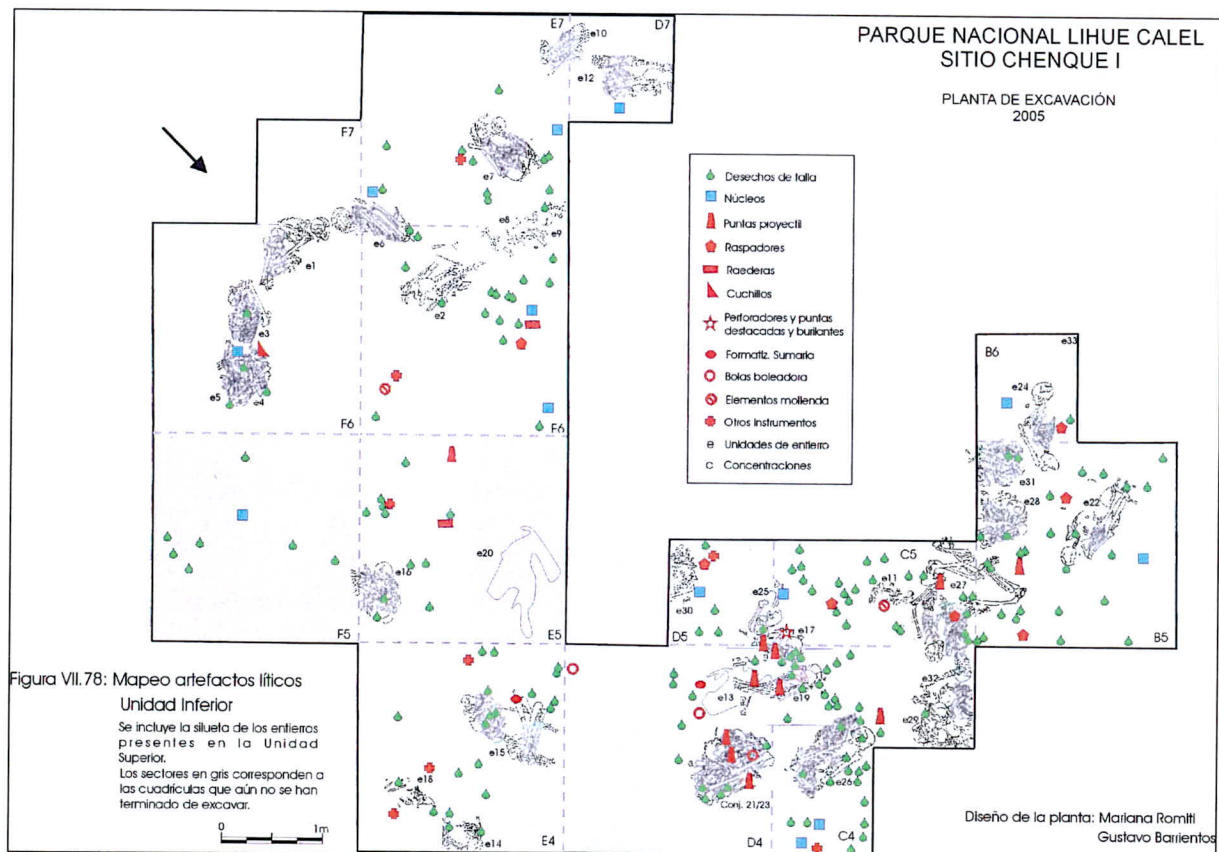 PARQUE NACIONAL LIHUE CALEL
SITIO CHENQUE I
PLANTA DE EXCAVACIÓN
2005
E7
D7
e10
e12
F7
e7
e8
e9
e6
e1
e2
e3
e5
e4
F6
F6
Desechos de talla
Núcleos
Puntas proyectil
Raspadores
Raederas
Cuchillos
Perforadores y puntas
destacadas y burilantes
Formatiz. Sumaria
Bolas boleadora
Elementos mollenda
Otros Instrumentos
e Unidades de entierro
c Concentraciones
B6
e33
e24
e31
e28
e22
e20
e16
F5
E5
C5
e11
e27
e25
e30
e17
D5
B5
e13
e19
e32
e29
e15
e18
e14
E4
Conj. 21/23
e26
D4
C4
Figura VII.78: Mapeo artefactos líticos
Unidad Inferior
Se incluye la silueta de los entierros
presentes en la Unidad
Superior.
Los sectores en gris corresponden a
las cuadrículas que aún no se han
terminado de excavar.
0 1m
Diseño de la planta: Mariana Romiti
Gustavo Barrientos